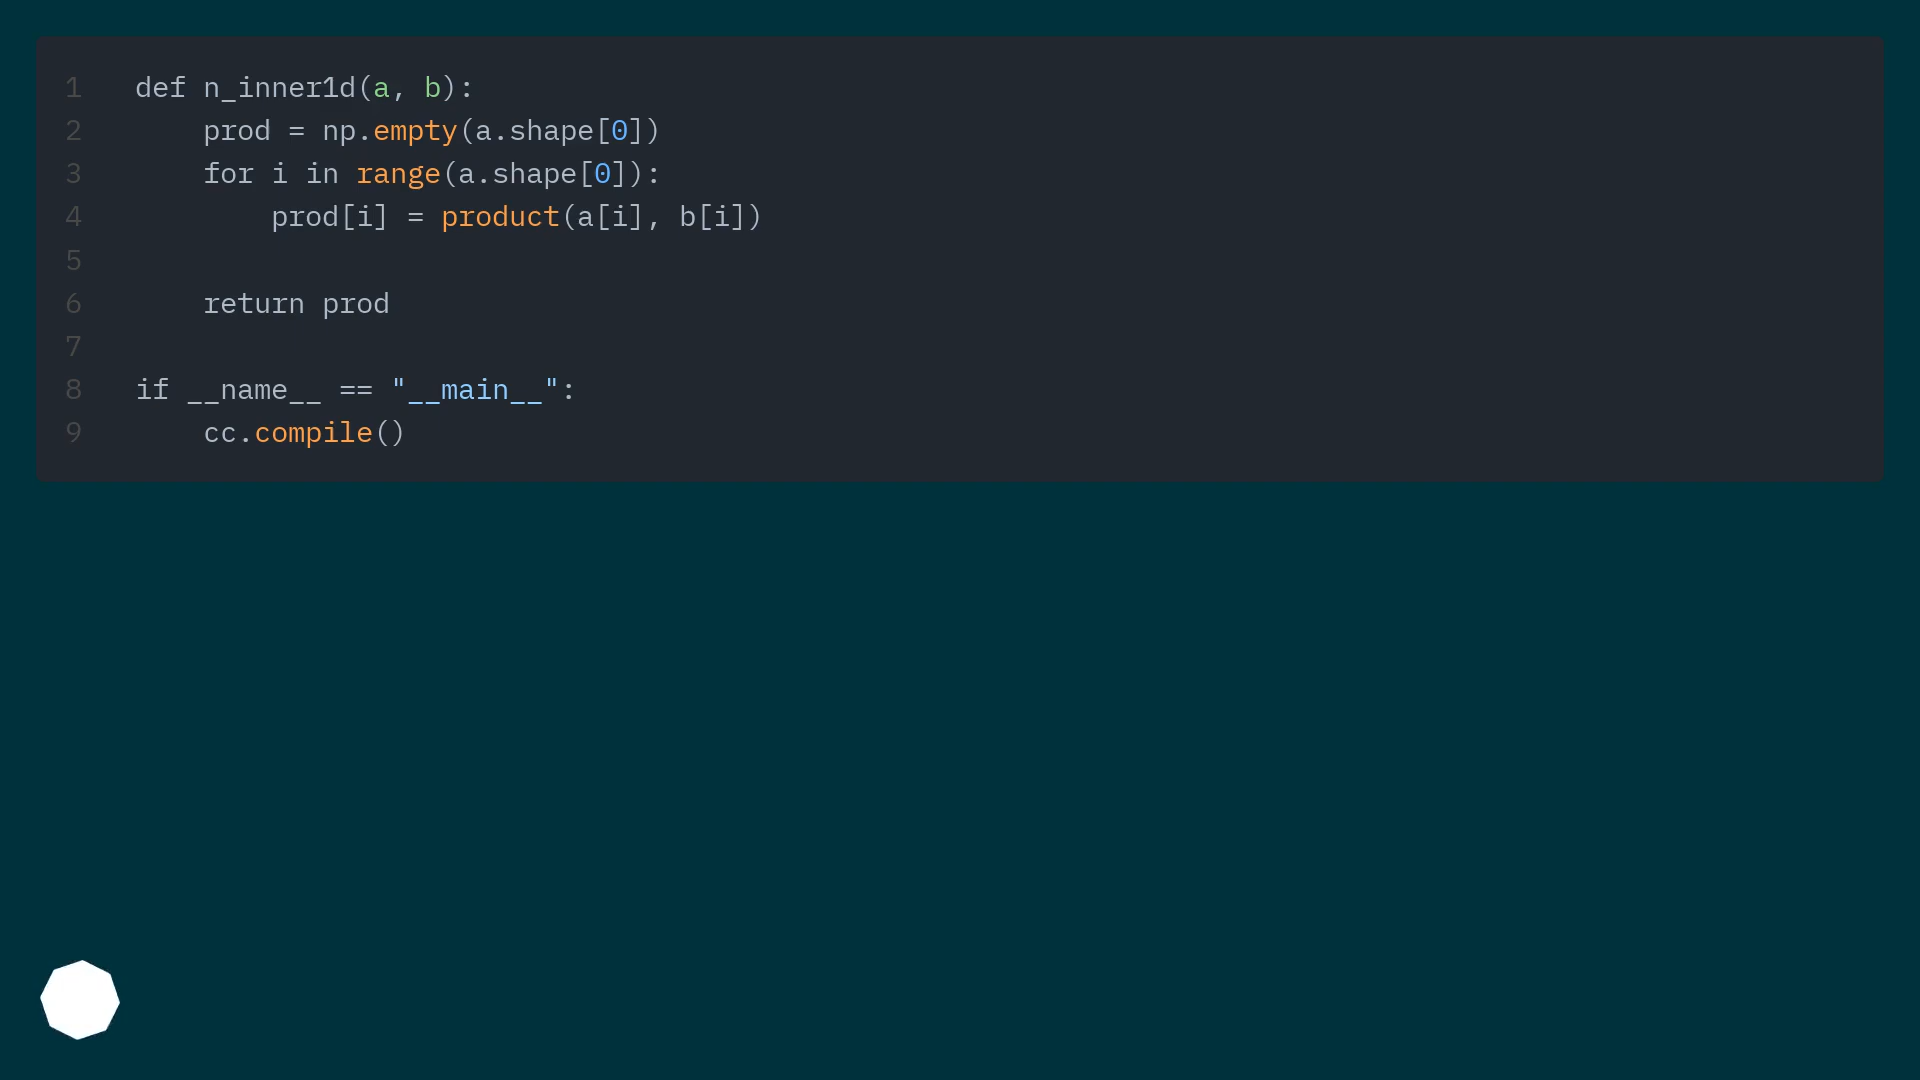 1 def n_inner1d(a, b):
2     prod = np.empty(a.shape[0])
3     for i in range(a.shape[0]):
4         prod[i] = product(a[i], b[i])
5
6     return prod
7
8 if __name__ == "__main__":
9     cc.compile()